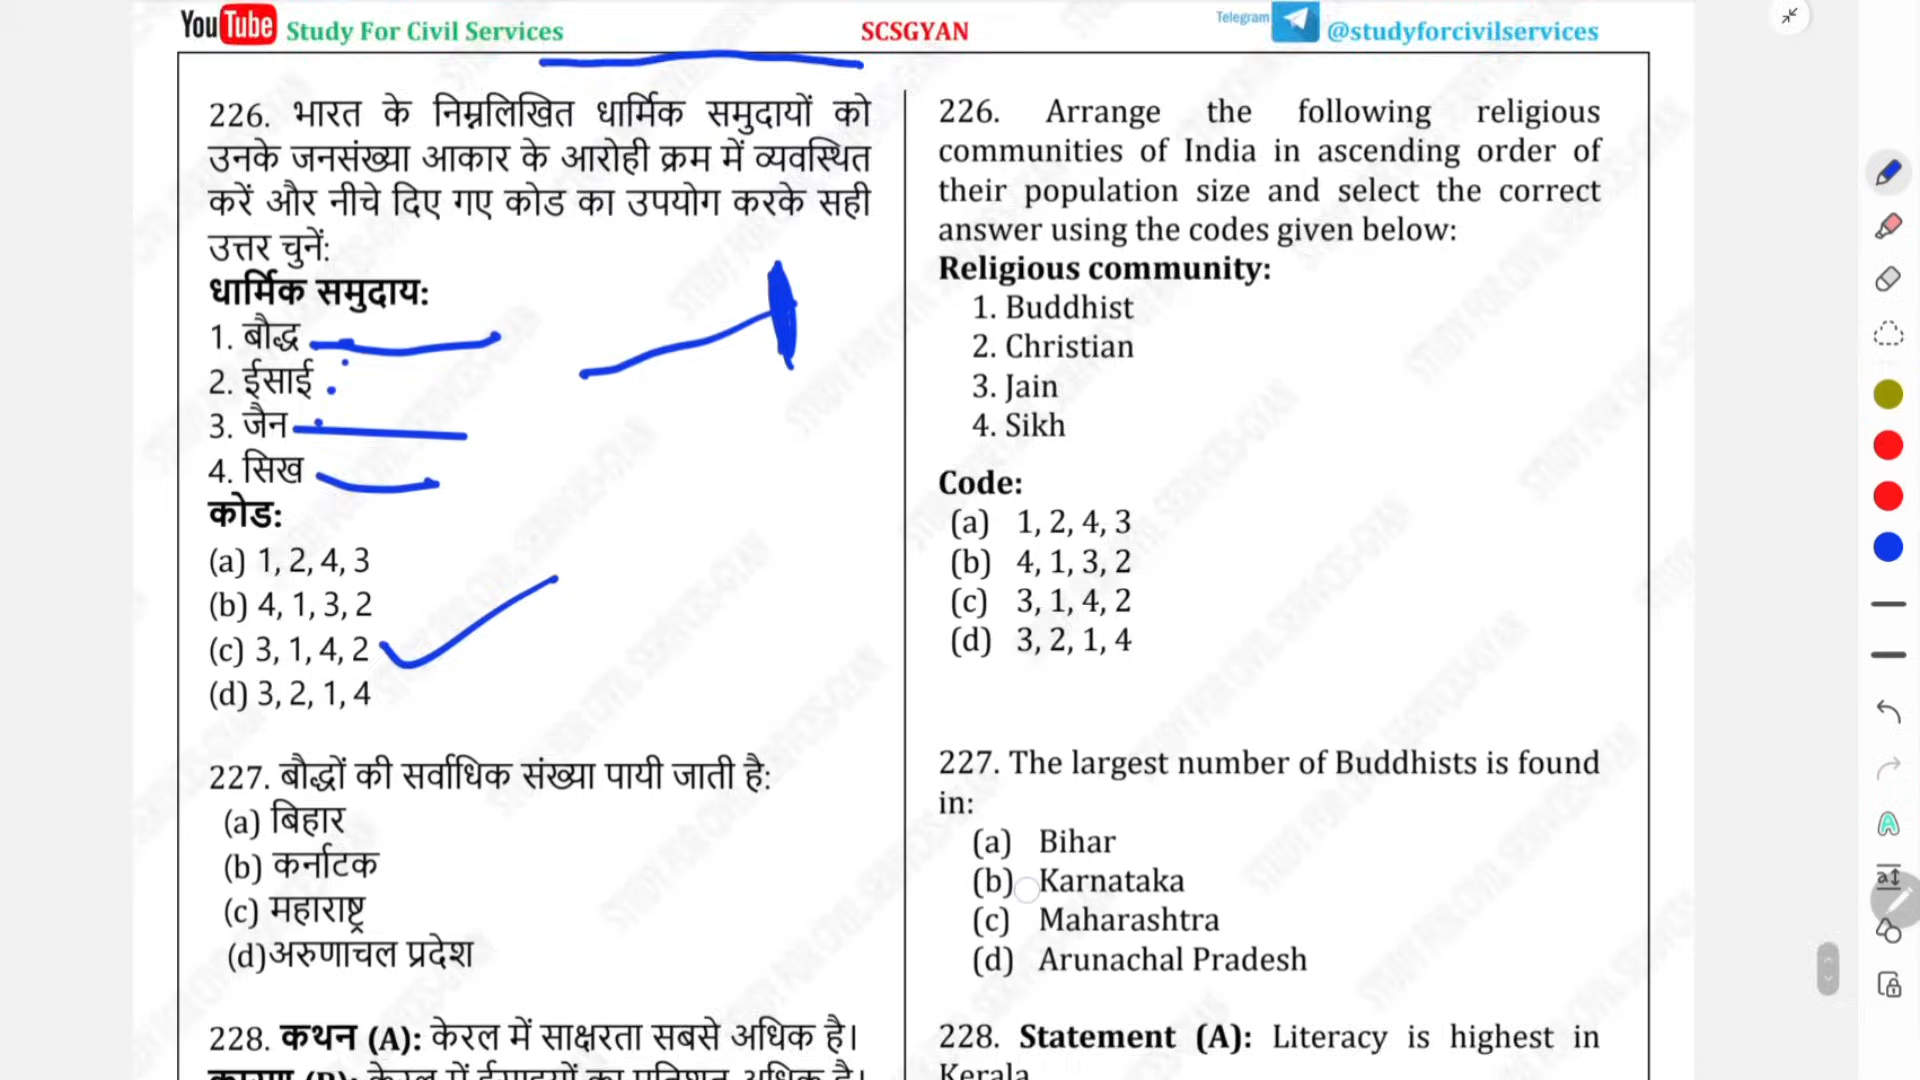 YouTube Study For Civil Services
SCSGYAN
Telegram @studyforcivilservices
226. भारत के निम्नलिखित धार्मिक समुदायों को
उनके जनसंख्या आकार के आरोही क्रम में व्यवस्थित
करें और नीचे दिए गए कोड का उपयोग करके सही
उत्तर चुनें:
धार्मिक समुदाय:
1. बौद्ध
2. ईसाई
3. जैन
4. सिख
कोड:
(a) 1, 2, 4, 3
(b) 4, 1, 3, 2
(c) 3, 1, 4, 2
(d) 3, 2, 1, 4
227. बौद्धों की सर्वाधिक संख्या पायी जाती है:
(a) बिहार
(b) कर्नाटक
(c) महाराष्ट्र
(d)अरुणाचल प्रदेश
228. कथन (A): केरल में साक्षरता सबसे अधिक है।
कारण (R): केरल में ईसाइयों का प्रतिशत अधिक है।
226. Arrange the following religious
communities of India in ascending order of
their population size and select the correct
answer using the codes given below:
Religious community:
1. Buddhist
2. Christian
3. Jain
4. Sikh
Code:
(a) 1, 2, 4, 3
(b) 4, 1, 3, 2
(c) 3, 1, 4, 2
(d) 3, 2, 1, 4
227. The largest number of Buddhists is found
in:
(a) Bihar
(b) Karnataka
(c) Maharashtra
(d) Arunachal Pradesh
228. Statement (A): Literacy is highest in
Kerala